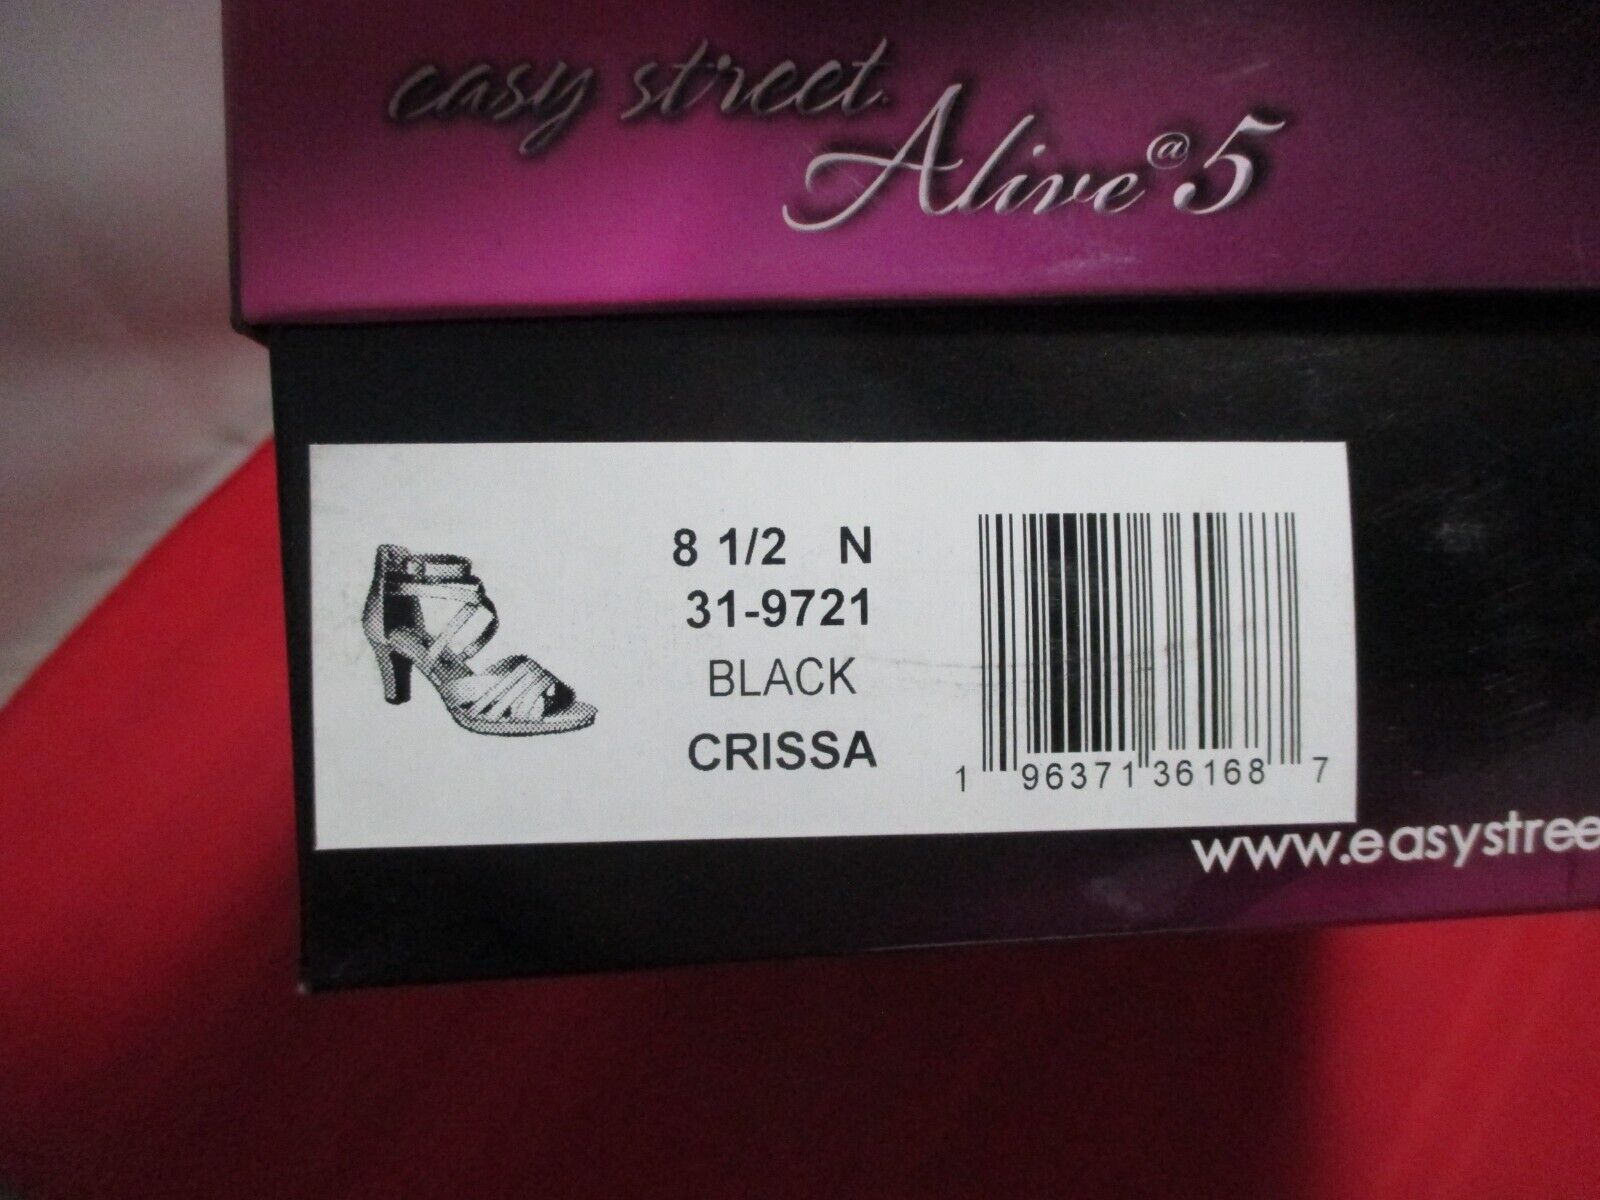 easy street.
Alive@5
8 1/2 N
31-9721
BLACK
CRISSA
1 96371 36168 7
www.easystree